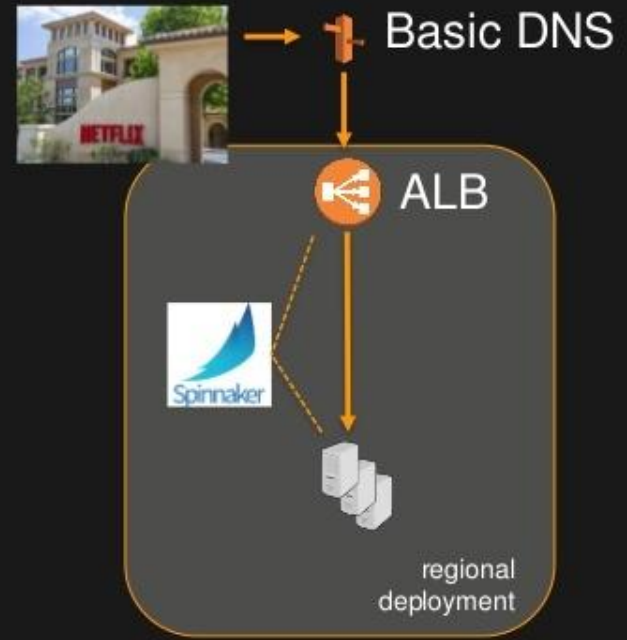 Basic DNS
NETFLIX
ALB
Spinnaker
regional
deployment